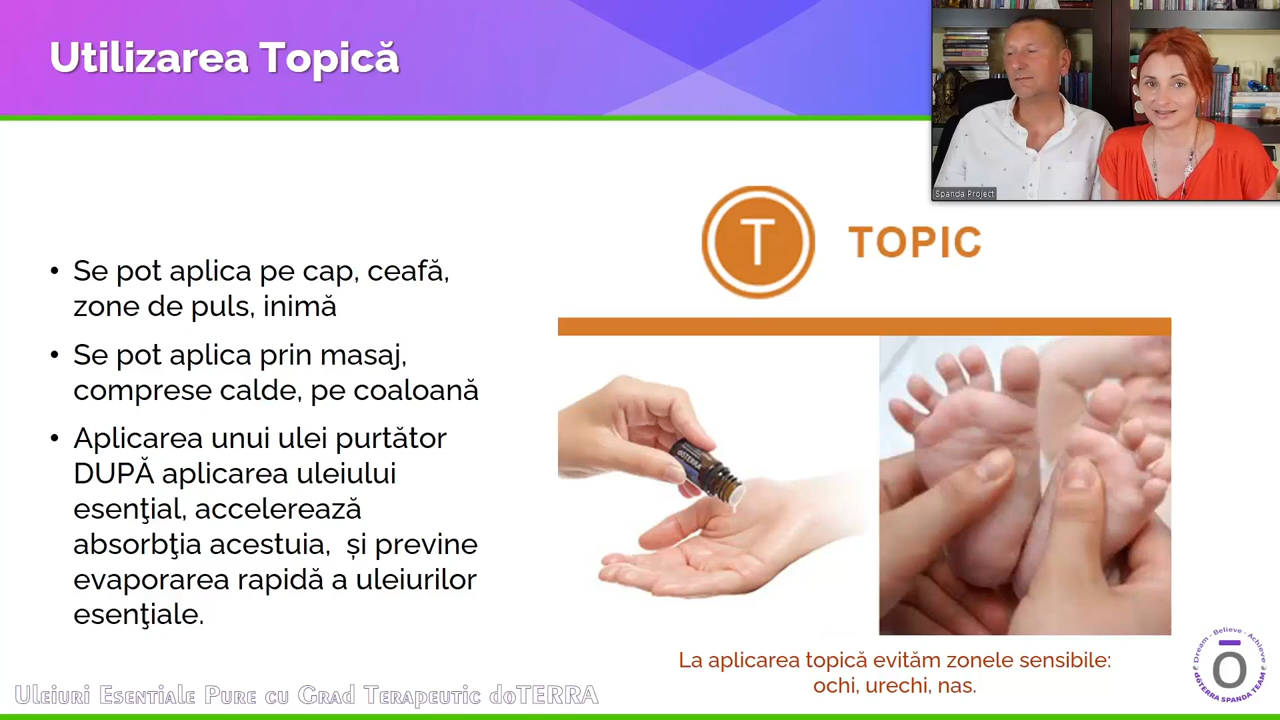 Utilizarea Topică
Spanda Project
T TOPIC
• Se pot aplica pe cap, ceafă,
zone de puls, inimă
• Se pot aplica prin masaj,
comprese calde, pe coaloană
• Aplicarea unui ulei purtător
DUPĂ aplicarea uleiului
esenţial, accelerează
absorbţia acestuia,  și previne
evaporarea rapidă a uleiurilor
esenţiale.
dōTERRA
La aplicarea topică evităm zonele sensibile:
ochi, urechi, nas.
Uleiuri Esentiale Pure cu Grad Terapeutic doTERRA
Dream - Believe - Achieve
Ō
dōTERRA SPANDA TEAM